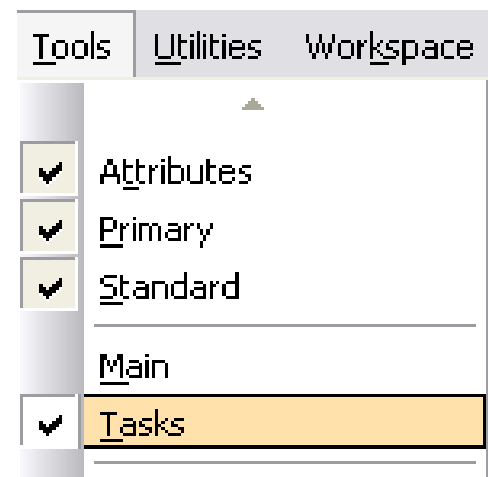 Tools Utilities Workspace
Attributes
Primary
Standard
Main
Tasks